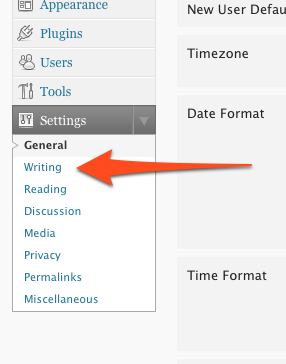 Appearance
Plugins
Users
Tools
Settings
General
Writing
Reading
Discussion
Media
Privacy
Permalinks
Miscellaneous
New User Defau
Timezone
Date Format
Time Format